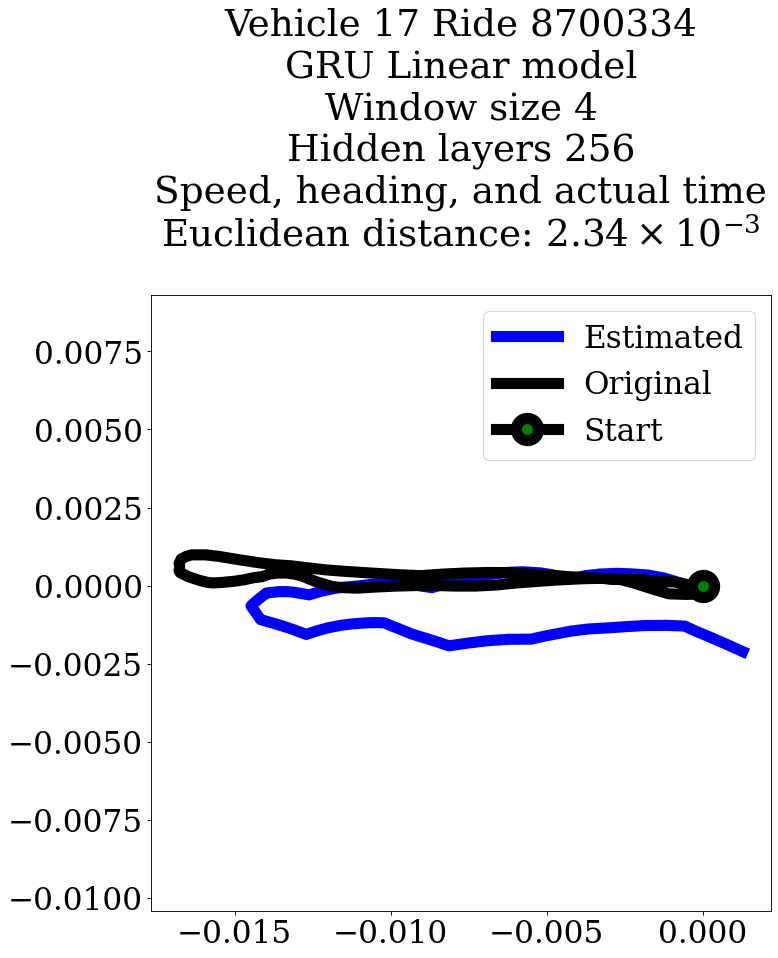 Vehicle 17 Ride 8700334
GRU Linear model
Window size 4
Hidden layers 256
Speed, heading, and actual time
Euclidean distance: 2.34 × 10⁻³
Estimated
Original
Start
0.0075
0.0050
0.0025
0.0000
−0.0025
−0.0050
−0.0075
−0.0100
−0.015 −0.010 −0.005 0.000